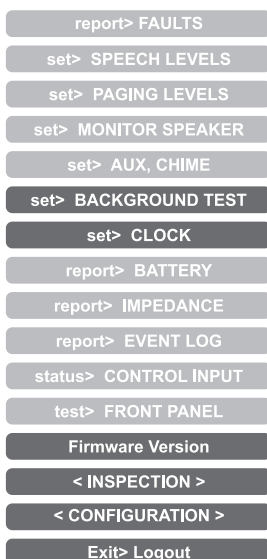 report> FAULTS
set> SPEECH LEVELS
set> PAGING LEVELS
set> MONITOR SPEAKER
set> AUX, CHIME
set> BACKGROUND TEST
set> CLOCK
report> BATTERY
report> IMPEDANCE
report> EVENT LOG
status> CONTROL INPUT
test> FRONT PANEL
Firmware Version
< INSPECTION >
< CONFIGURATION >
Exit> Logout